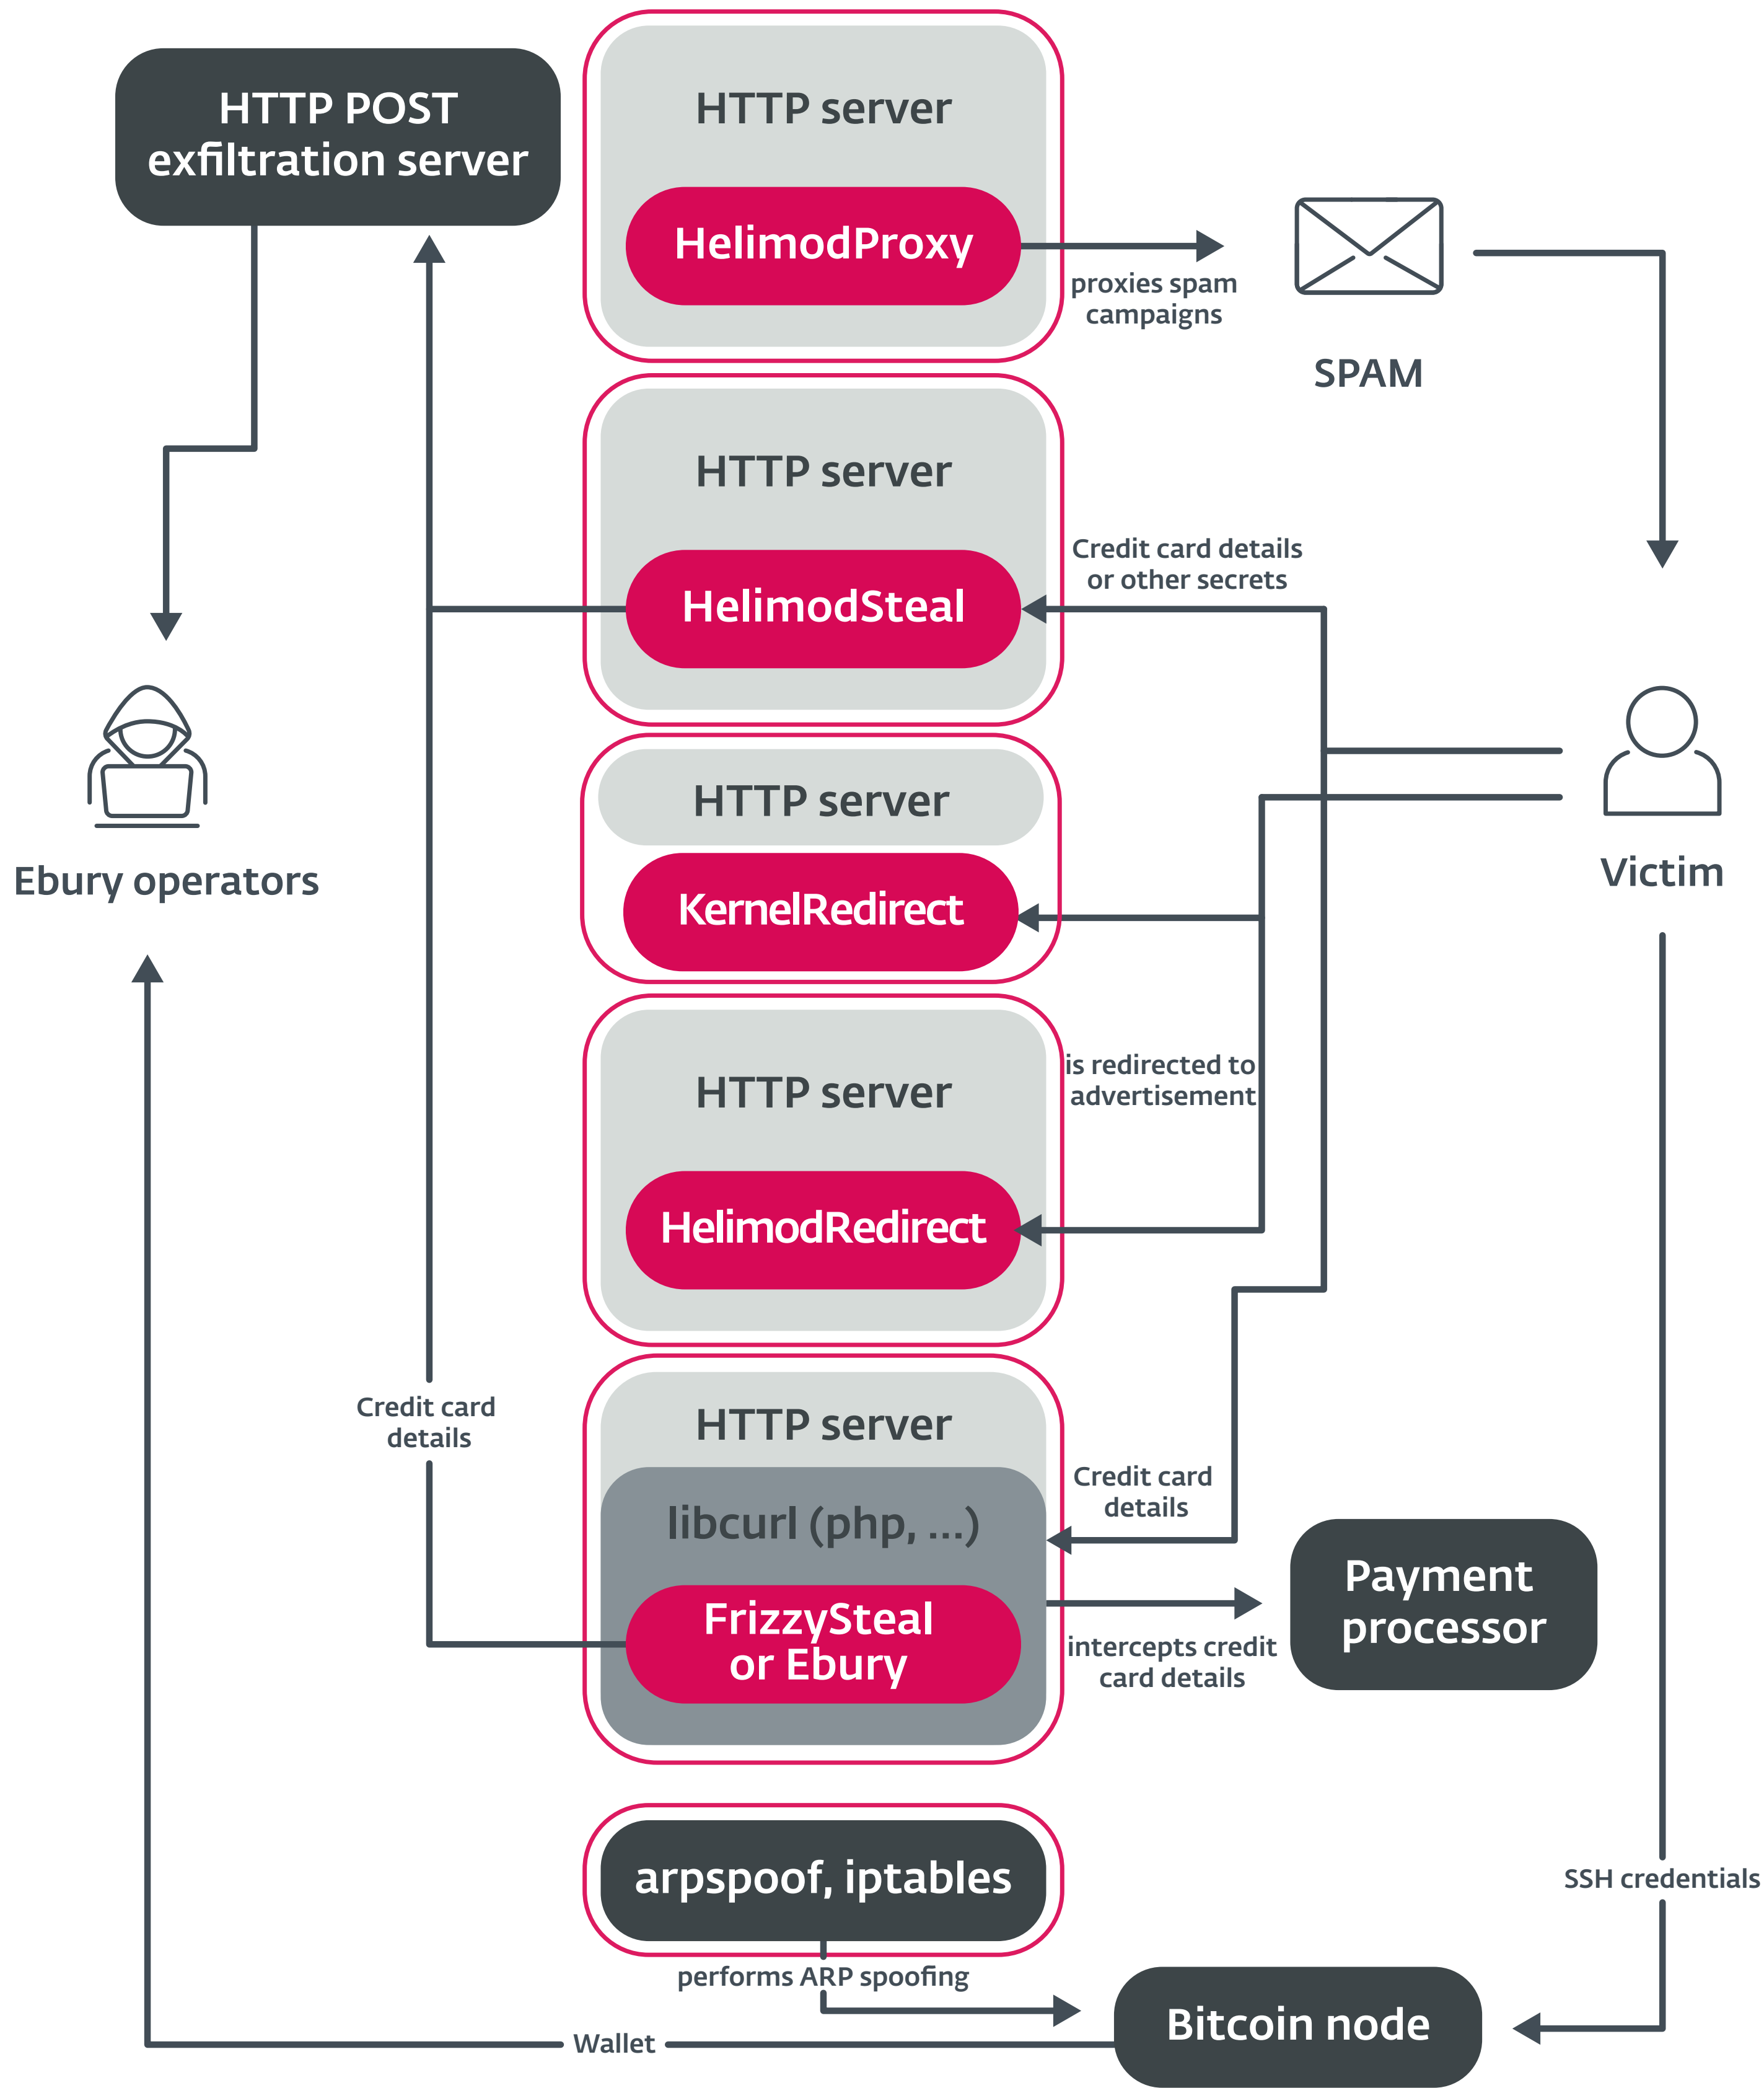 HTTP POST
exfiltration server
HTTP server
HelimodProxy
proxies spam
campaigns
SPAM
HTTP server
HelimodSteal
Credit card details
or other secrets
HTTP server
KernelRedirect
Ebury operators
Victim
HTTP server
is redirected to
advertisement
HelimodRedirect
Credit card
details
HTTP server
libcurl (php, ...)
FrizzySteal
or Ebury
Credit card
details
intercepts credit
card details
Payment
processor
arpspoof, iptables
performs ARP spoofing
SSH credentials
Bitcoin node
Wallet